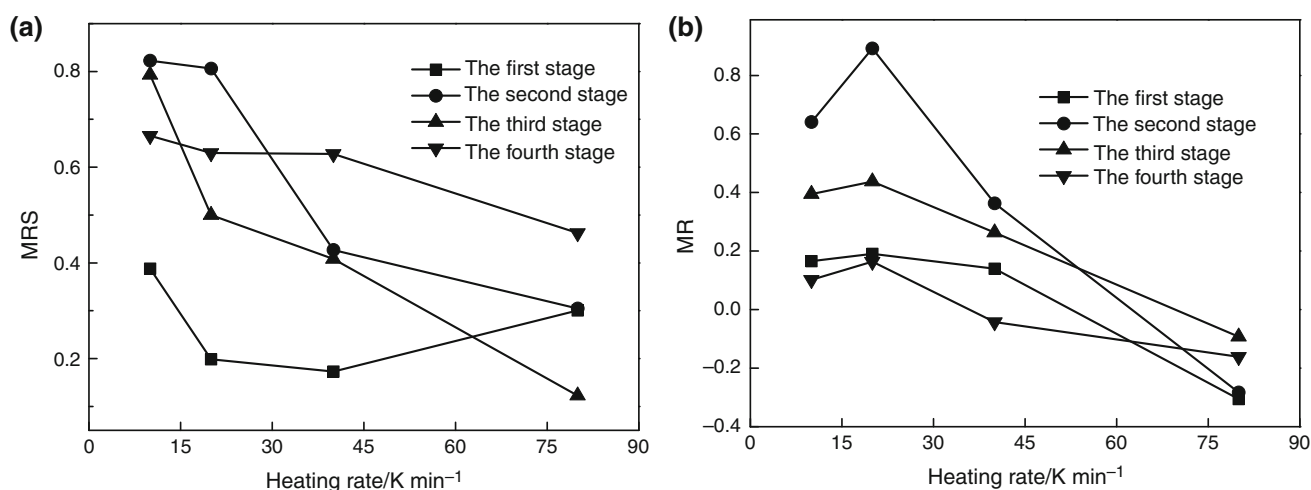 (a)
0.8
0.6
0.4
0.2
MRS
The first stage
The second stage
The third stage
The fourth stage
0 15 30 45 60 75 90
Heating rate/K min⁻¹
(b)
0.8
0.6
0.4
0.2
0.0
−0.2
−0.4
MR
The first stage
The second stage
The third stage
The fourth stage
0 15 30 45 60 75 90
Heating rate/K min⁻¹